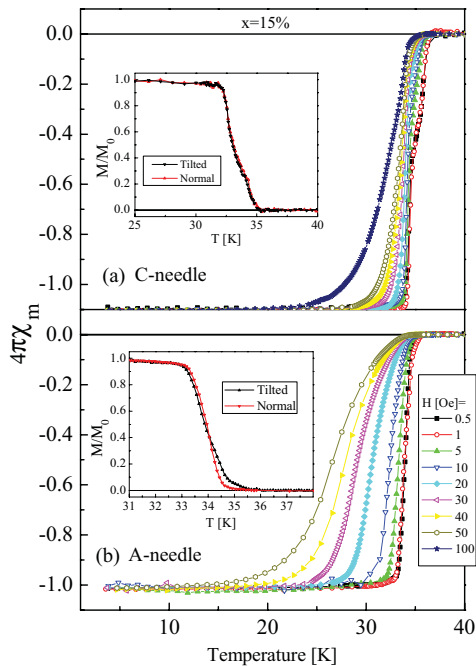 x=15%
0.0
-0.2
-0.4
-0.6
-0.8
-1.0
1.0
0.8
0.6
0.4
0.2
0.0
M/M0
Tilted
Normal
25 30 35 40
T [K]
(a) C-needle
4πχm
0.0
-0.2
-0.4
-0.6
-0.8
-1.0
1.0
0.8
0.6
0.4
0.2
0.0
M/M0
Tilted
Normal
31 32 33 34 35 36 37
T [K]
H [Oe]=
0.5
1
5
10
20
30
40
50
100
(b) A-needle
0 10 20 30 40
Temperature [K]